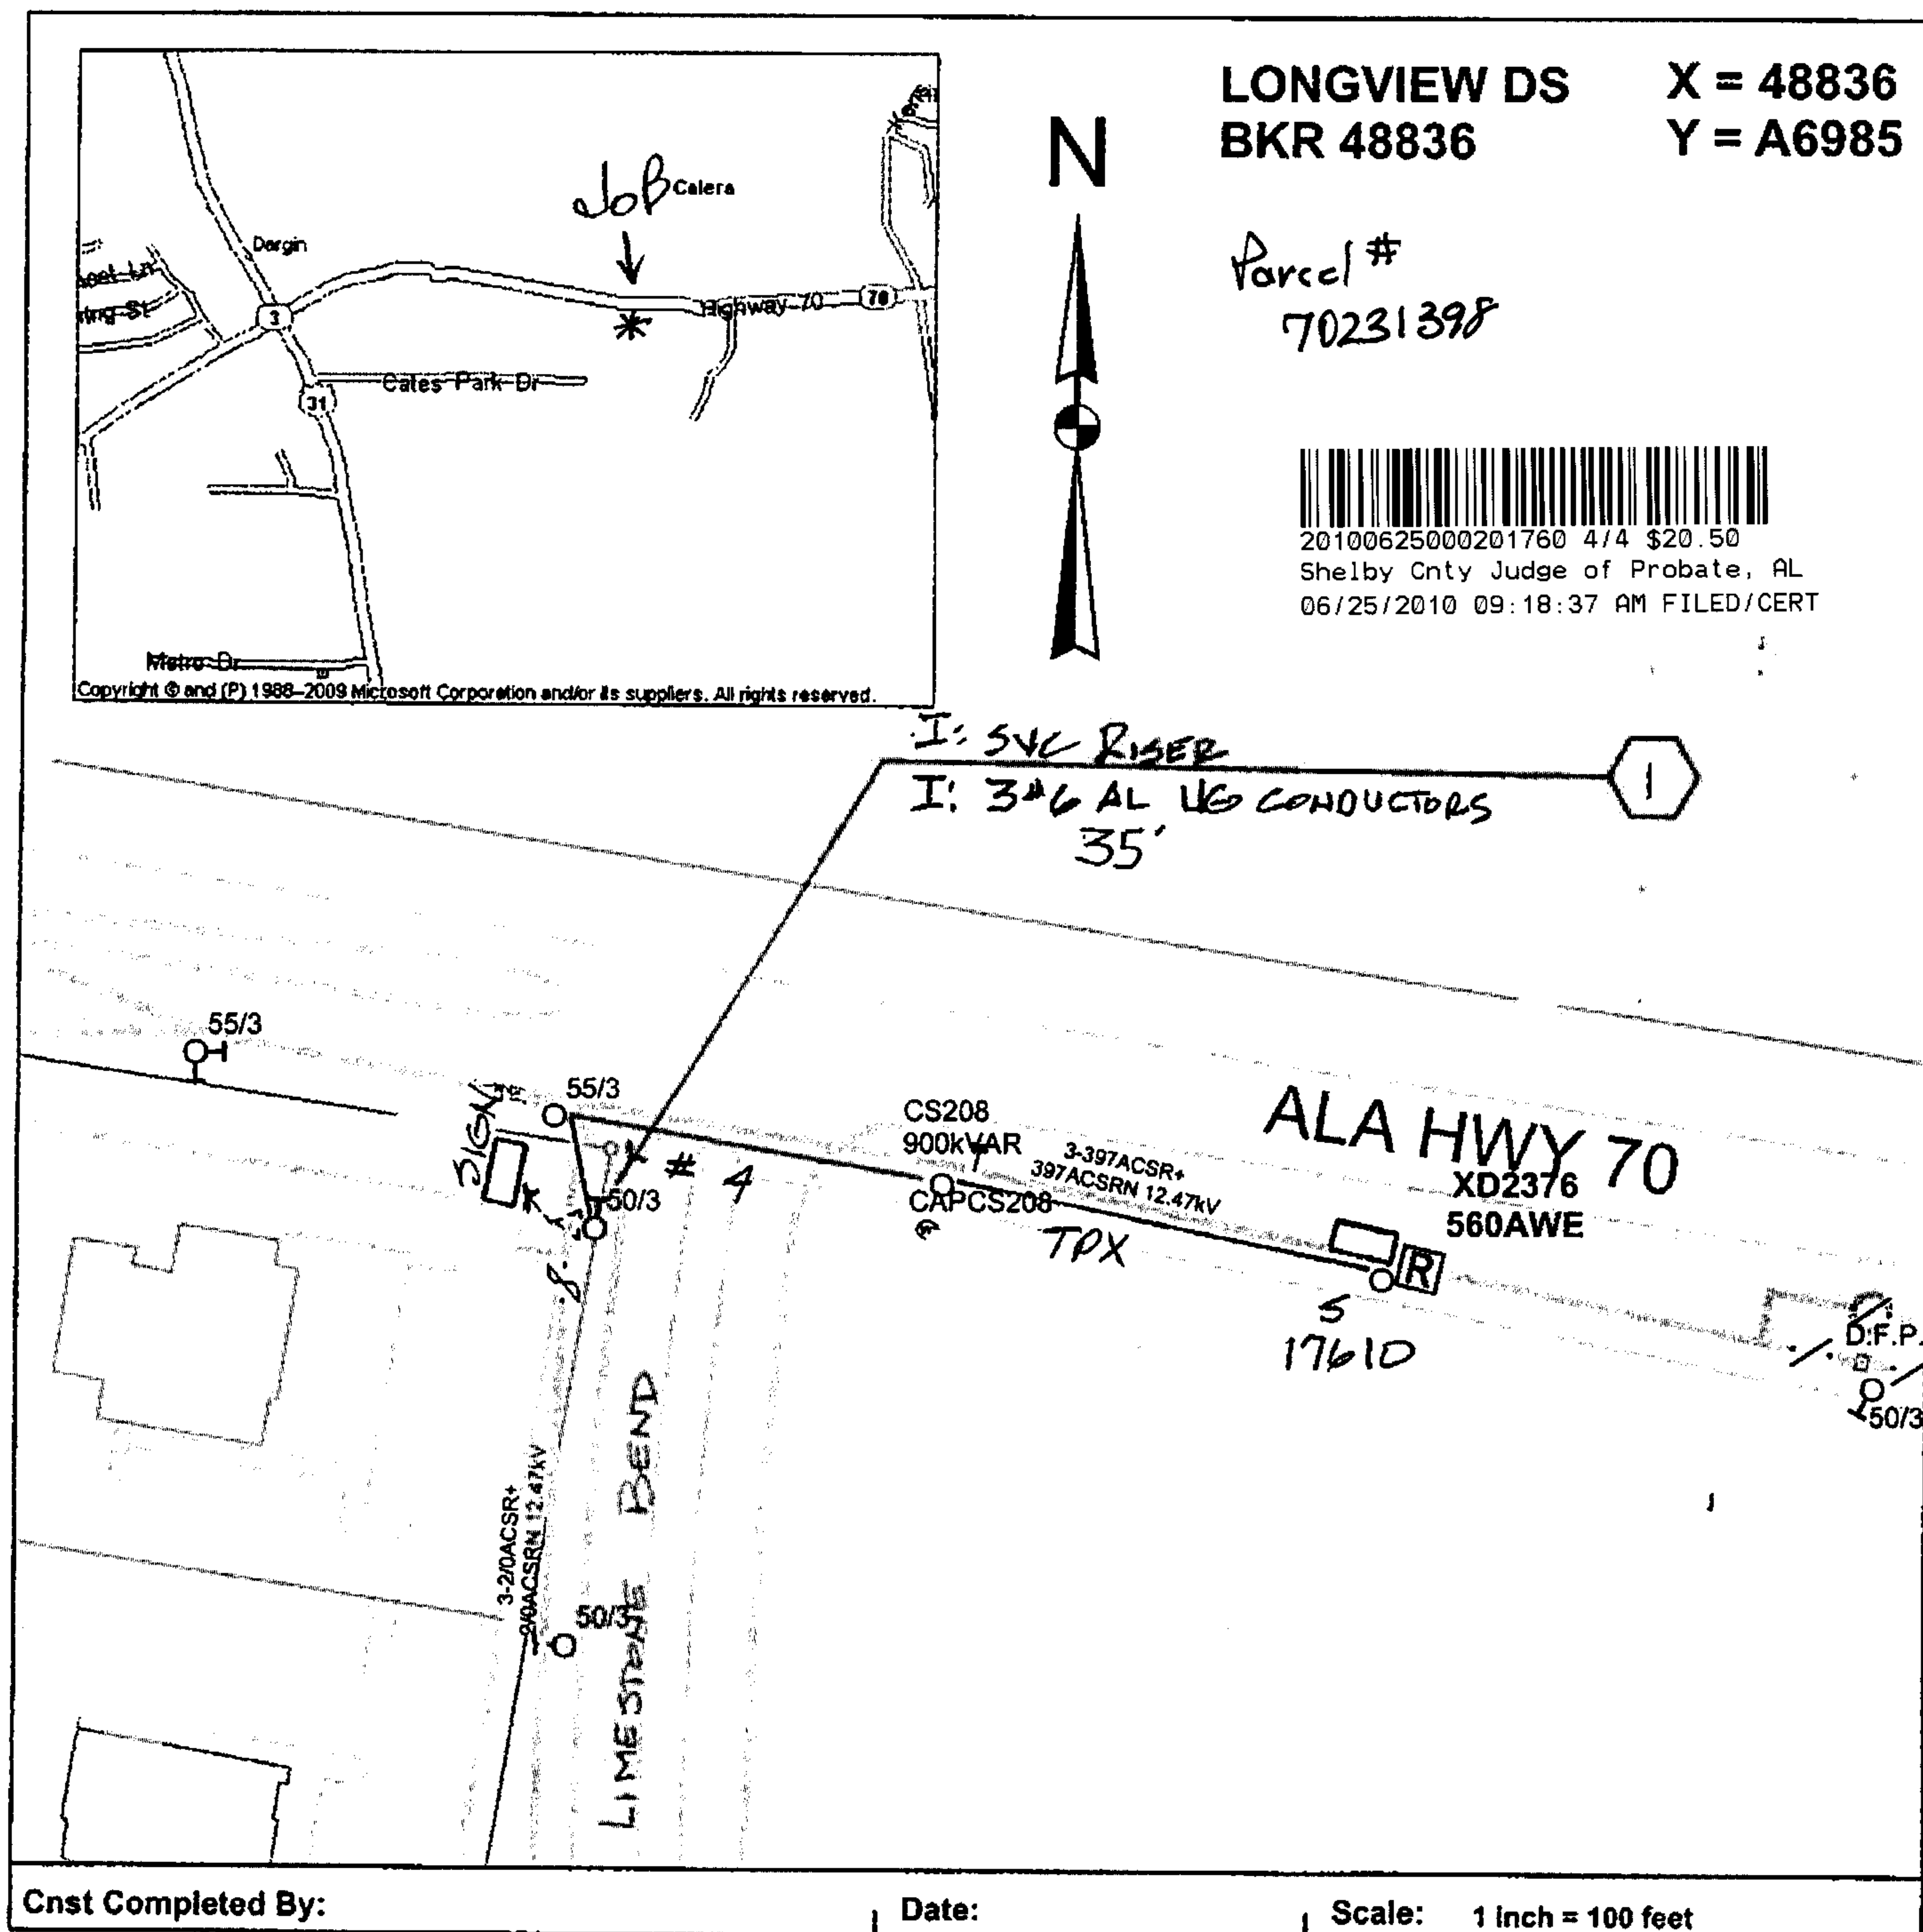 LONGVIEW DS X = 48836
BKR 48836 Y = A6985
N
Parcel #
70231398
JOB
Calera
Dargin
3
Highway 70
70
31
Cates Park Dr
Metro Dr
Copyright © and (P) 1988–2009 Microsoft Corporation and/or its suppliers. All rights reserved.
20100625000201760 4/4 $20.50
Shelby Cnty Judge of Probate, AL
06/25/2010 09:18:37 AM FILED/CERT
I: SVC RISER
1
I: 3#6 AL UG CONDUCTORS
35'
55/3
55/3
SIGN
# 4
50/3
8'
CS208
900kVAR
CAPCS208
3-397ACSR+
397ACSRN 12.47kV
TPX
ALA HWY 70
XD2376
560AWE
R
S
17610
D.F.P.
50/3
3-2/0ACSR+
2/0ACSRN 12.47kV
50/3
LIMESTONE BEND
Cnst Completed By: Date: Scale: 1 inch = 100 feet